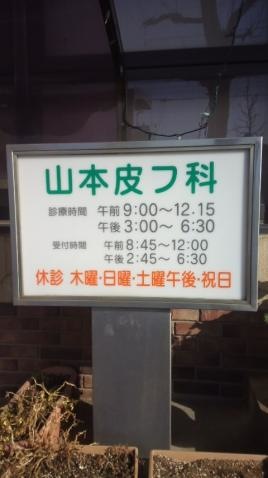 山本皮フ科
診療時間 午前 9:00～12.15
午後 3:00～ 6:30
受付時間 午前 8:45～12:00
午後 2:45～ 6:30
休診 木曜・日曜・土曜午後・祝日